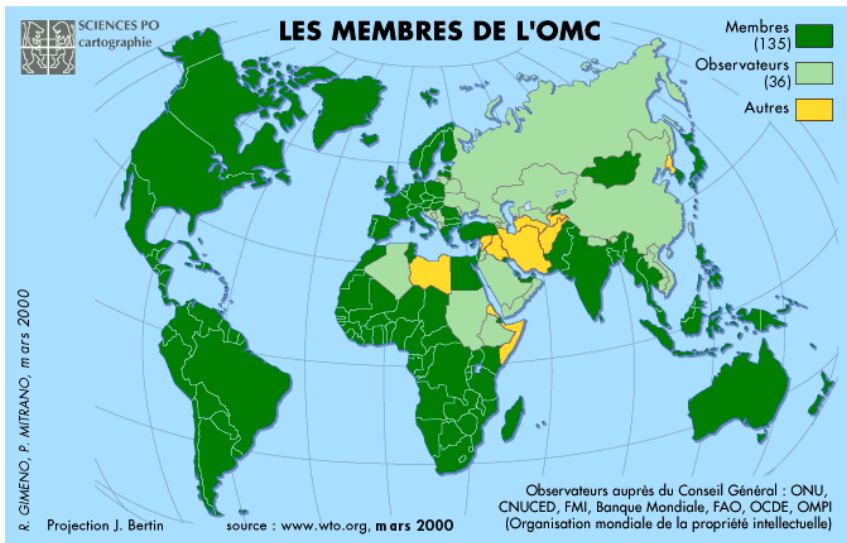 SCIENCES PO
cartographie
LES MEMBRES DE L'OMC
Membres
(135)
Observateurs
(36)
Autres
R. GIMENO, P. MITRANO, mars 2000
Projection J. Bertin
source : www.wto.org, mars 2000
Observateurs auprès du Conseil Général : ONU,
CNUCED, FMI, Banque Mondiale, FAO, OCDE, OMPI
(Organisation mondiale de la propriété intellectuelle)